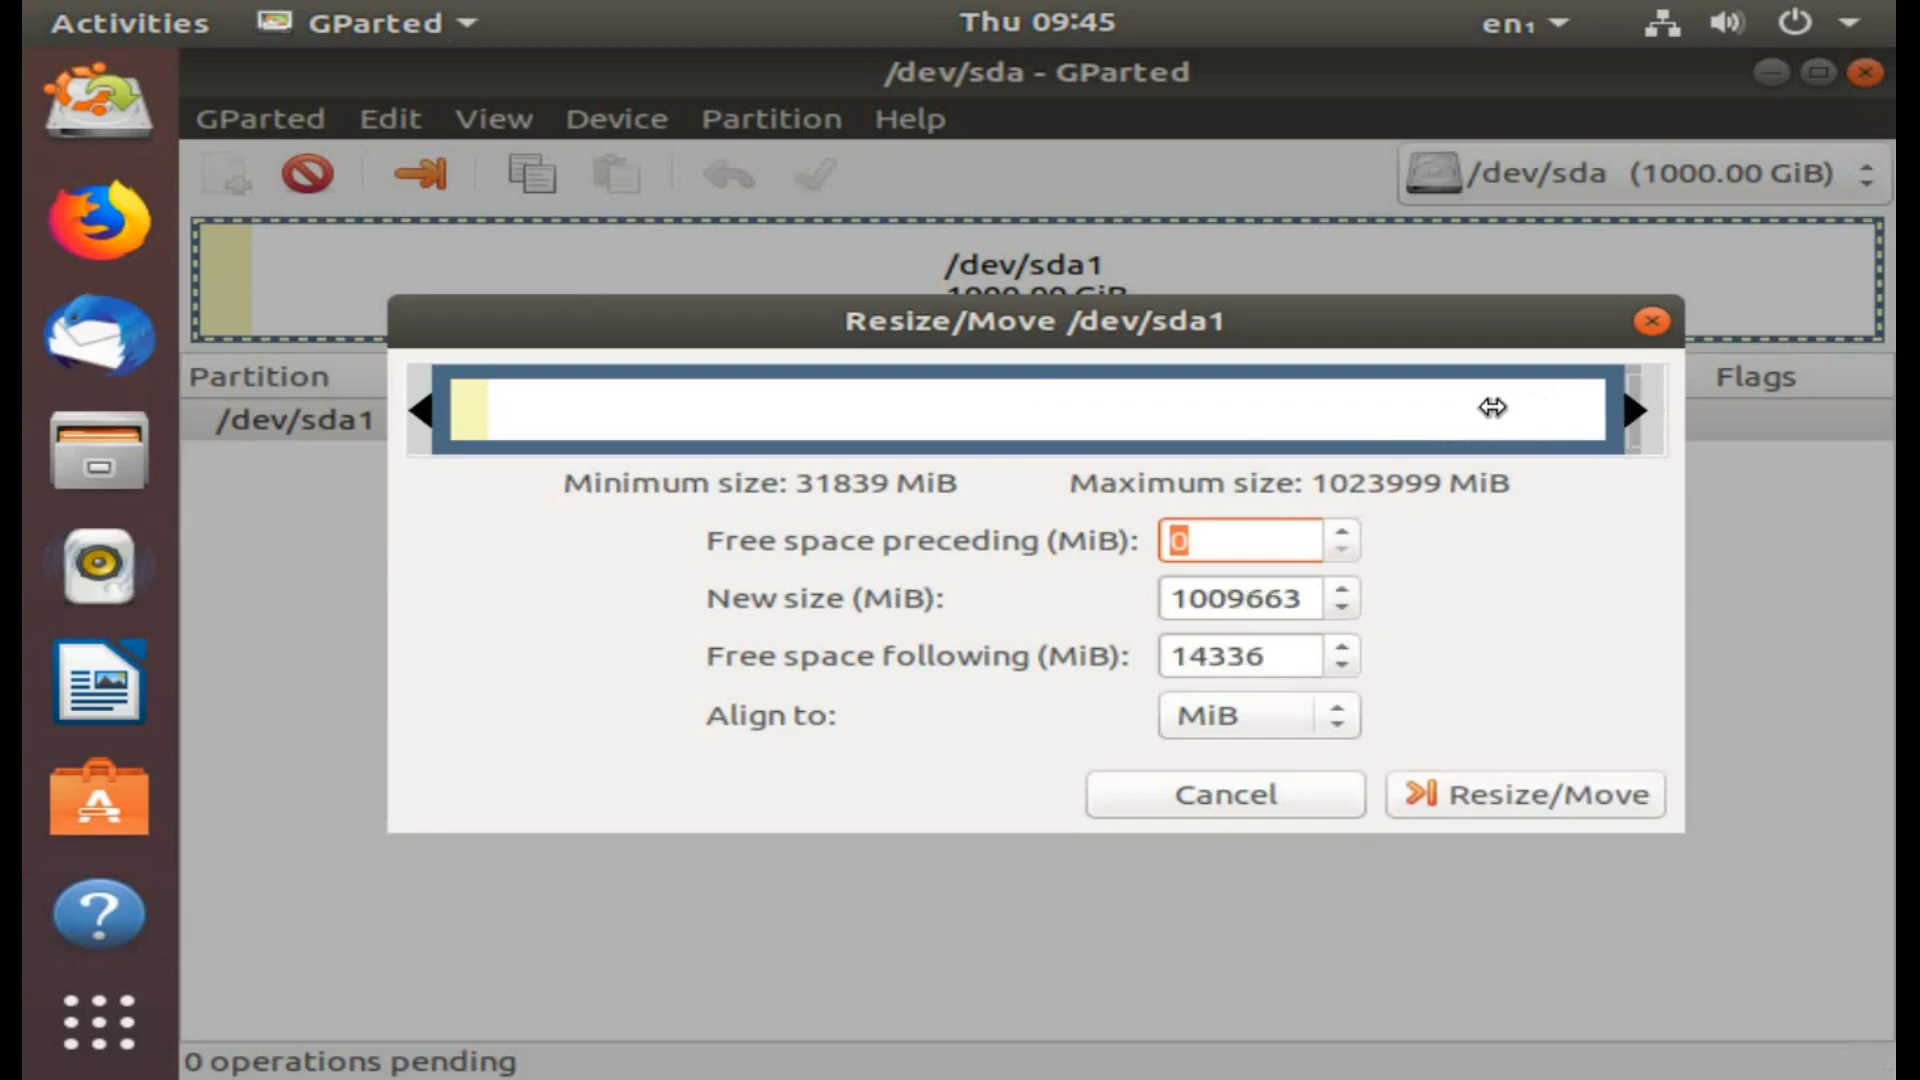 Activities GParted Thu 09:45 en₁
/dev/sda - GParted
GParted Edit View Device Partition Help
/dev/sda (1000.00 GiB)
/dev/sda1
1000.00 GiB
Resize/Move /dev/sda1
Partition Flags
/dev/sda1
Minimum size: 31839 MiB Maximum size: 1023999 MiB
Free space preceding (MiB): 0
New size (MiB): 1009663
Free space following (MiB): 14336
Align to: MiB
Cancel Resize/Move
0 operations pending